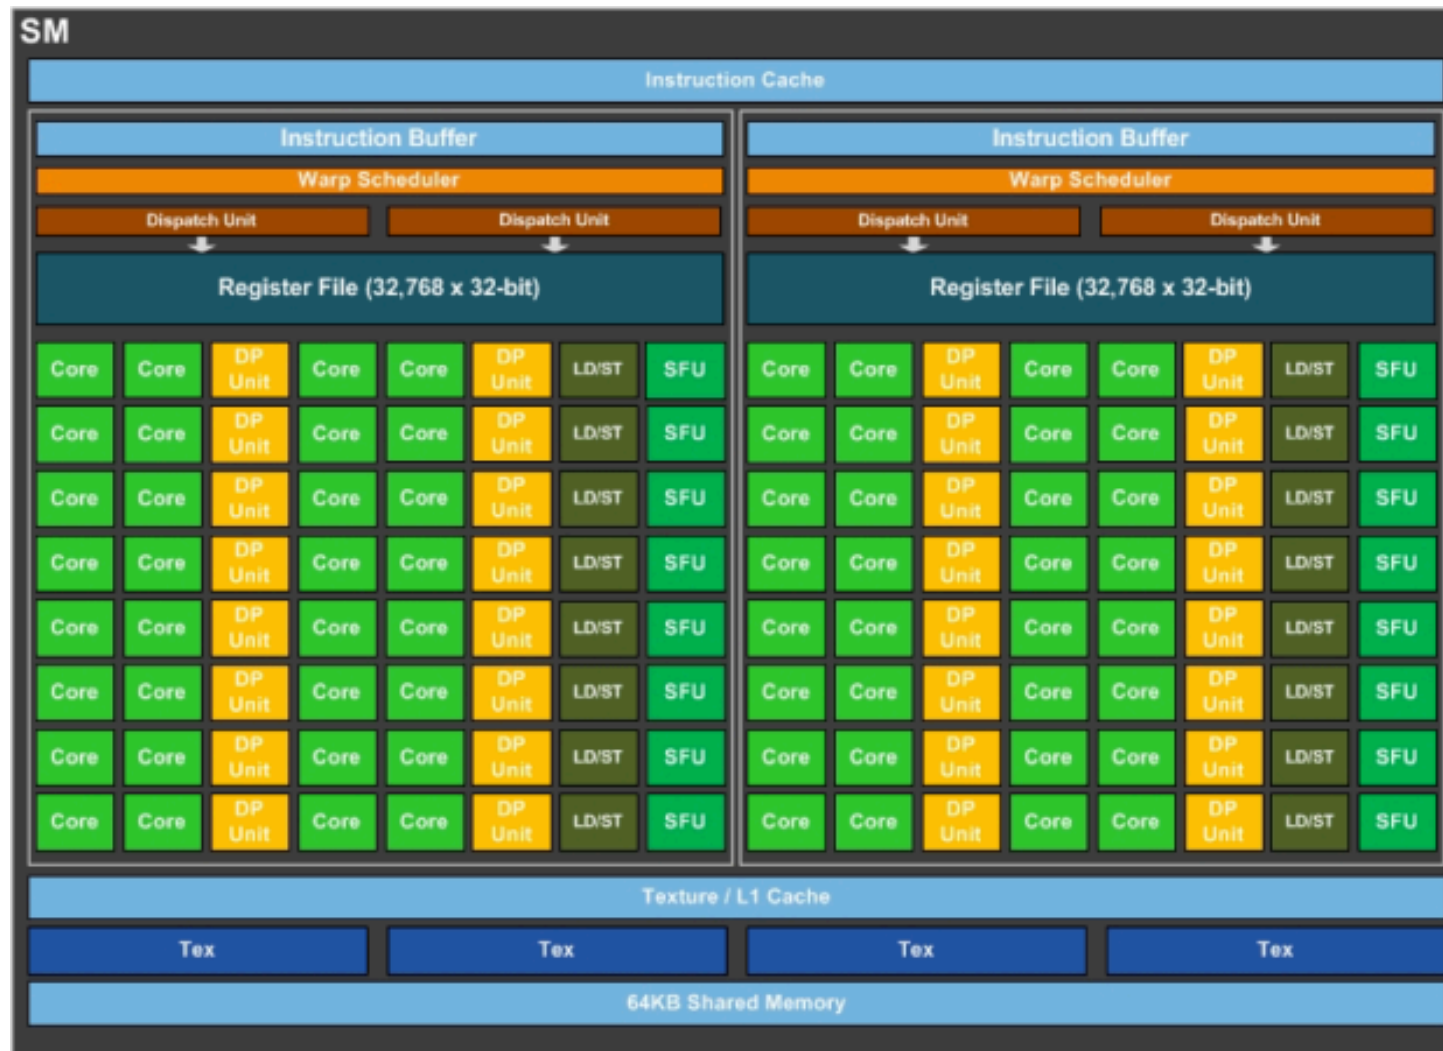 SM
Instruction Cache
Instruction Buffer Instruction Buffer
Warp Scheduler Warp Scheduler
Dispatch Unit Dispatch Unit Dispatch Unit Dispatch Unit
Register File (32,768 x 32-bit) Register File (32,768 x 32-bit)
Core Core DP Unit Core Core DP Unit LD/ST SFU Core Core DP Unit Core Core DP Unit LD/ST SFU
Core Core DP Unit Core Core DP Unit LD/ST SFU Core Core DP Unit Core Core DP Unit LD/ST SFU
Core Core DP Unit Core Core DP Unit LD/ST SFU Core Core DP Unit Core Core DP Unit LD/ST SFU
Core Core DP Unit Core Core DP Unit LD/ST SFU Core Core DP Unit Core Core DP Unit LD/ST SFU
Core Core DP Unit Core Core DP Unit LD/ST SFU Core Core DP Unit Core Core DP Unit LD/ST SFU
Core Core DP Unit Core Core DP Unit LD/ST SFU Core Core DP Unit Core Core DP Unit LD/ST SFU
Core Core DP Unit Core Core DP Unit LD/ST SFU Core Core DP Unit Core Core DP Unit LD/ST SFU
Core Core DP Unit Core Core DP Unit LD/ST SFU Core Core DP Unit Core Core DP Unit LD/ST SFU
Texture / L1 Cache
Tex Tex Tex Tex
64KB Shared Memory